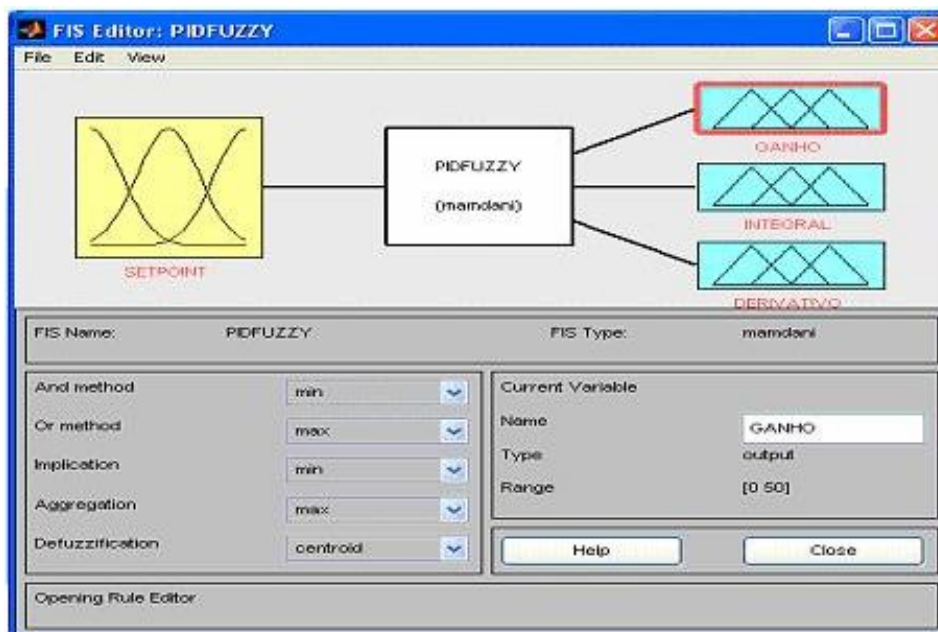 FIS Editor: PIDFUZZY
File Edit View
SETPOINT
PIDFUZZY
(mamdani)
GANHO
INTEGRAL
DERIVATIVO
FIS Name: PIDFUZZY FIS Type: mamdani
And method min
Or method max
Implication min
Aggregation max
Defuzzification centroid
Current Variable
Name GANHO
Type output
Range [0 50]
Help Close
Opening Rule Editor